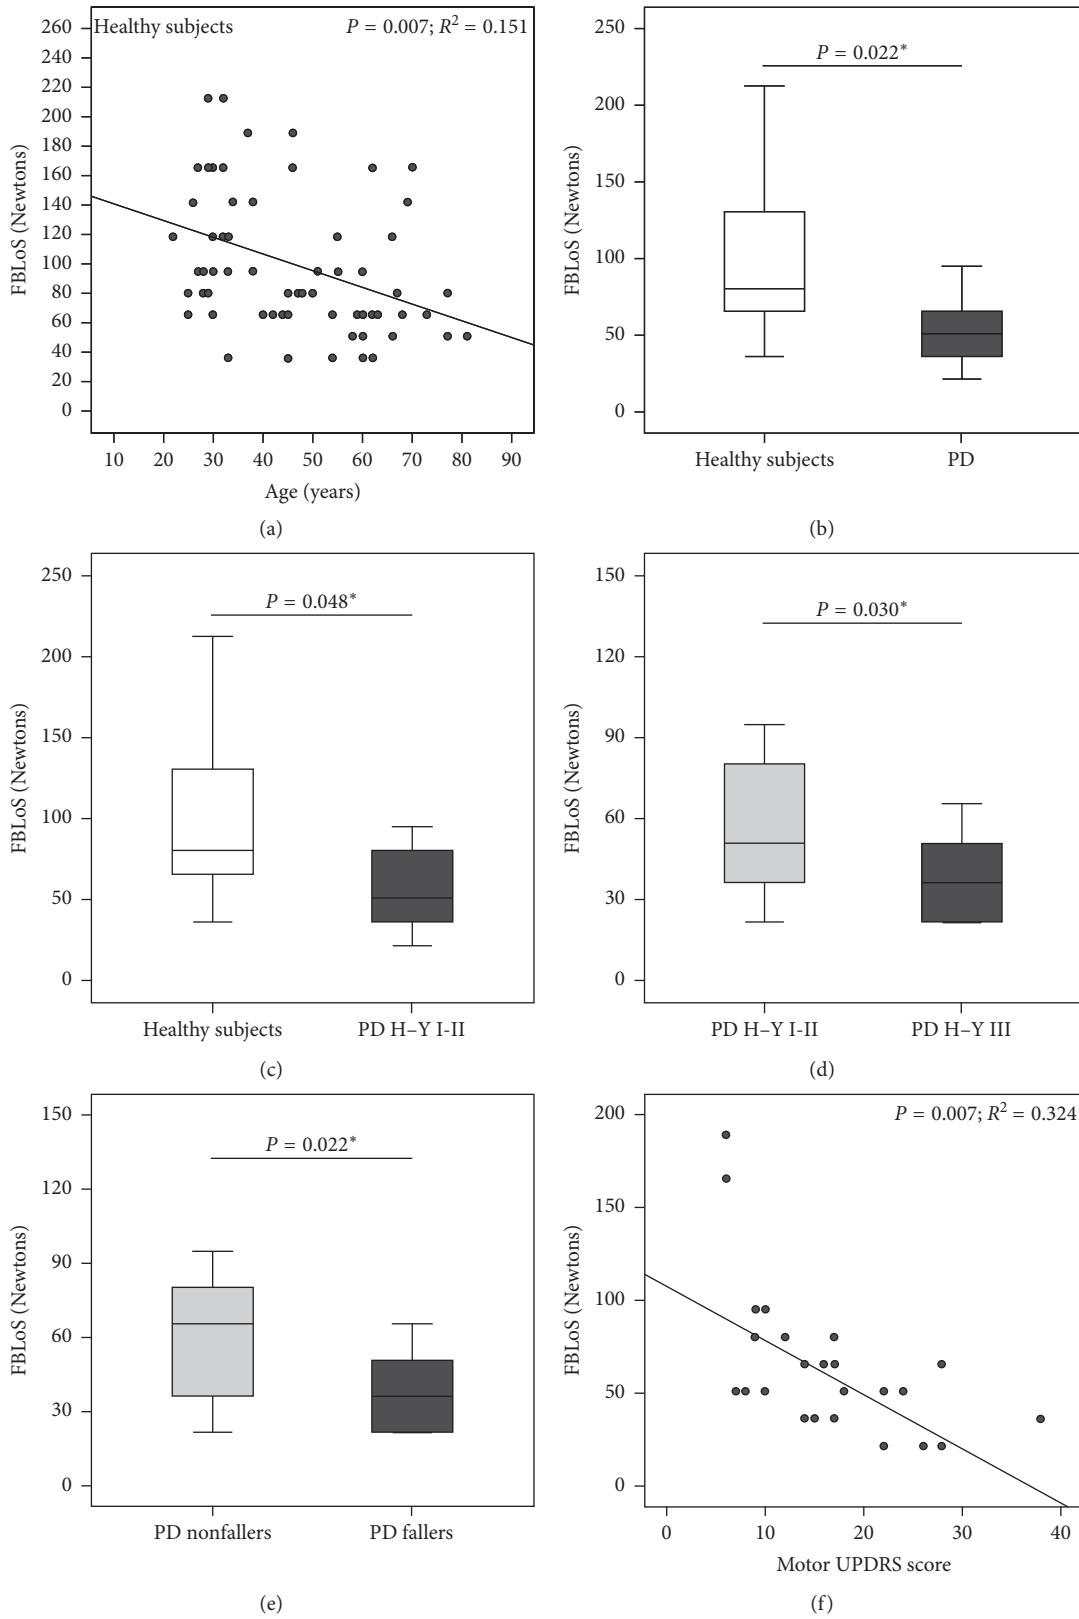 Healthy subjects
P = 0.007; R² = 0.151
FBLoS (Newtons)
260
240
220
200
180
160
140
120
100
80
60
40
20
0
10 20 30 40 50 60 70 80 90
Age (years)
(a)
P = 0.022*
FBLoS (Newtons)
250
200
150
100
50
0
Healthy subjects PD
(b)
P = 0.048*
FBLoS (Newtons)
250
200
150
100
50
0
Healthy subjects PD H–Y I-II
(c)
P = 0.030*
FBLoS (Newtons)
150
120
90
60
30
0
PD H–Y I-II PD H–Y III
(d)
P = 0.022*
FBLoS (Newtons)
150
120
90
60
30
0
PD nonfallers PD fallers
(e)
P = 0.007; R² = 0.324
FBLoS (Newtons)
200
150
100
50
0
0 10 20 30 40
Motor UPDRS score
(f)